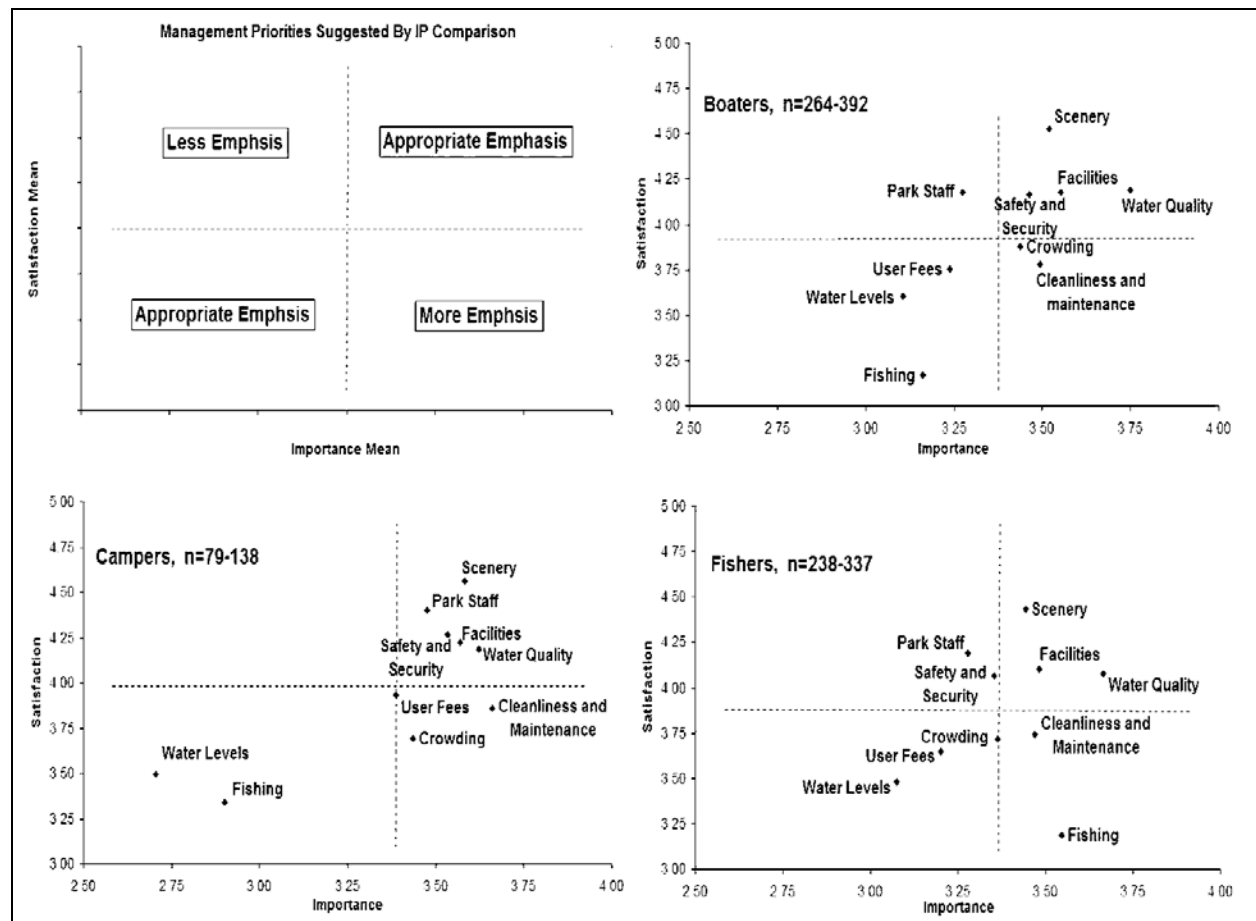 Management Priorities Suggested By IP Comparison
Less Emphsis
Appropriate Emphasis
Appropriate Emphsis
More Emphsis
Satisfaction Mean
Importance Mean
Boaters, n=264-392
5 00
4 75
4 50
4 25
4 00
3 75
3 50
3 25
3 00
Satisfaction
Scenery
Park Staff
Facilities
Safety and
Security
Water Quality
Crowding
User Fees
Cleanliness and
maintenance
Water Levels
Fishing
2 50
2 75
3 00
3 25
3 50
3 75
4 00
Importance
Campers, n=79-138
5 00
4 75
4 50
4 25
4 00
3 75
3 50
3 25
3 00
Satisfaction
Scenery
Park Staff
Facilities
Safety and
Security
Water Quality
User Fees
Cleanliness and
Maintenance
Crowding
Water Levels
Fishing
2 50
2 75
3 00
3 25
3 50
3 75
4 00
Importance
Fishers, n=238-337
5 00
4 75
4 50
4 25
4 00
3 75
3 50
3 25
3 00
Satisfaction
Scenery
Park Staff
Facilities
Safety and
Security
Water Quality
Crowding
Cleanliness and
Maintenance
User Fees
Water Levels
Fishing
2 50
2 75
3 00
3 25
3 50
3 75
4 00
Importance